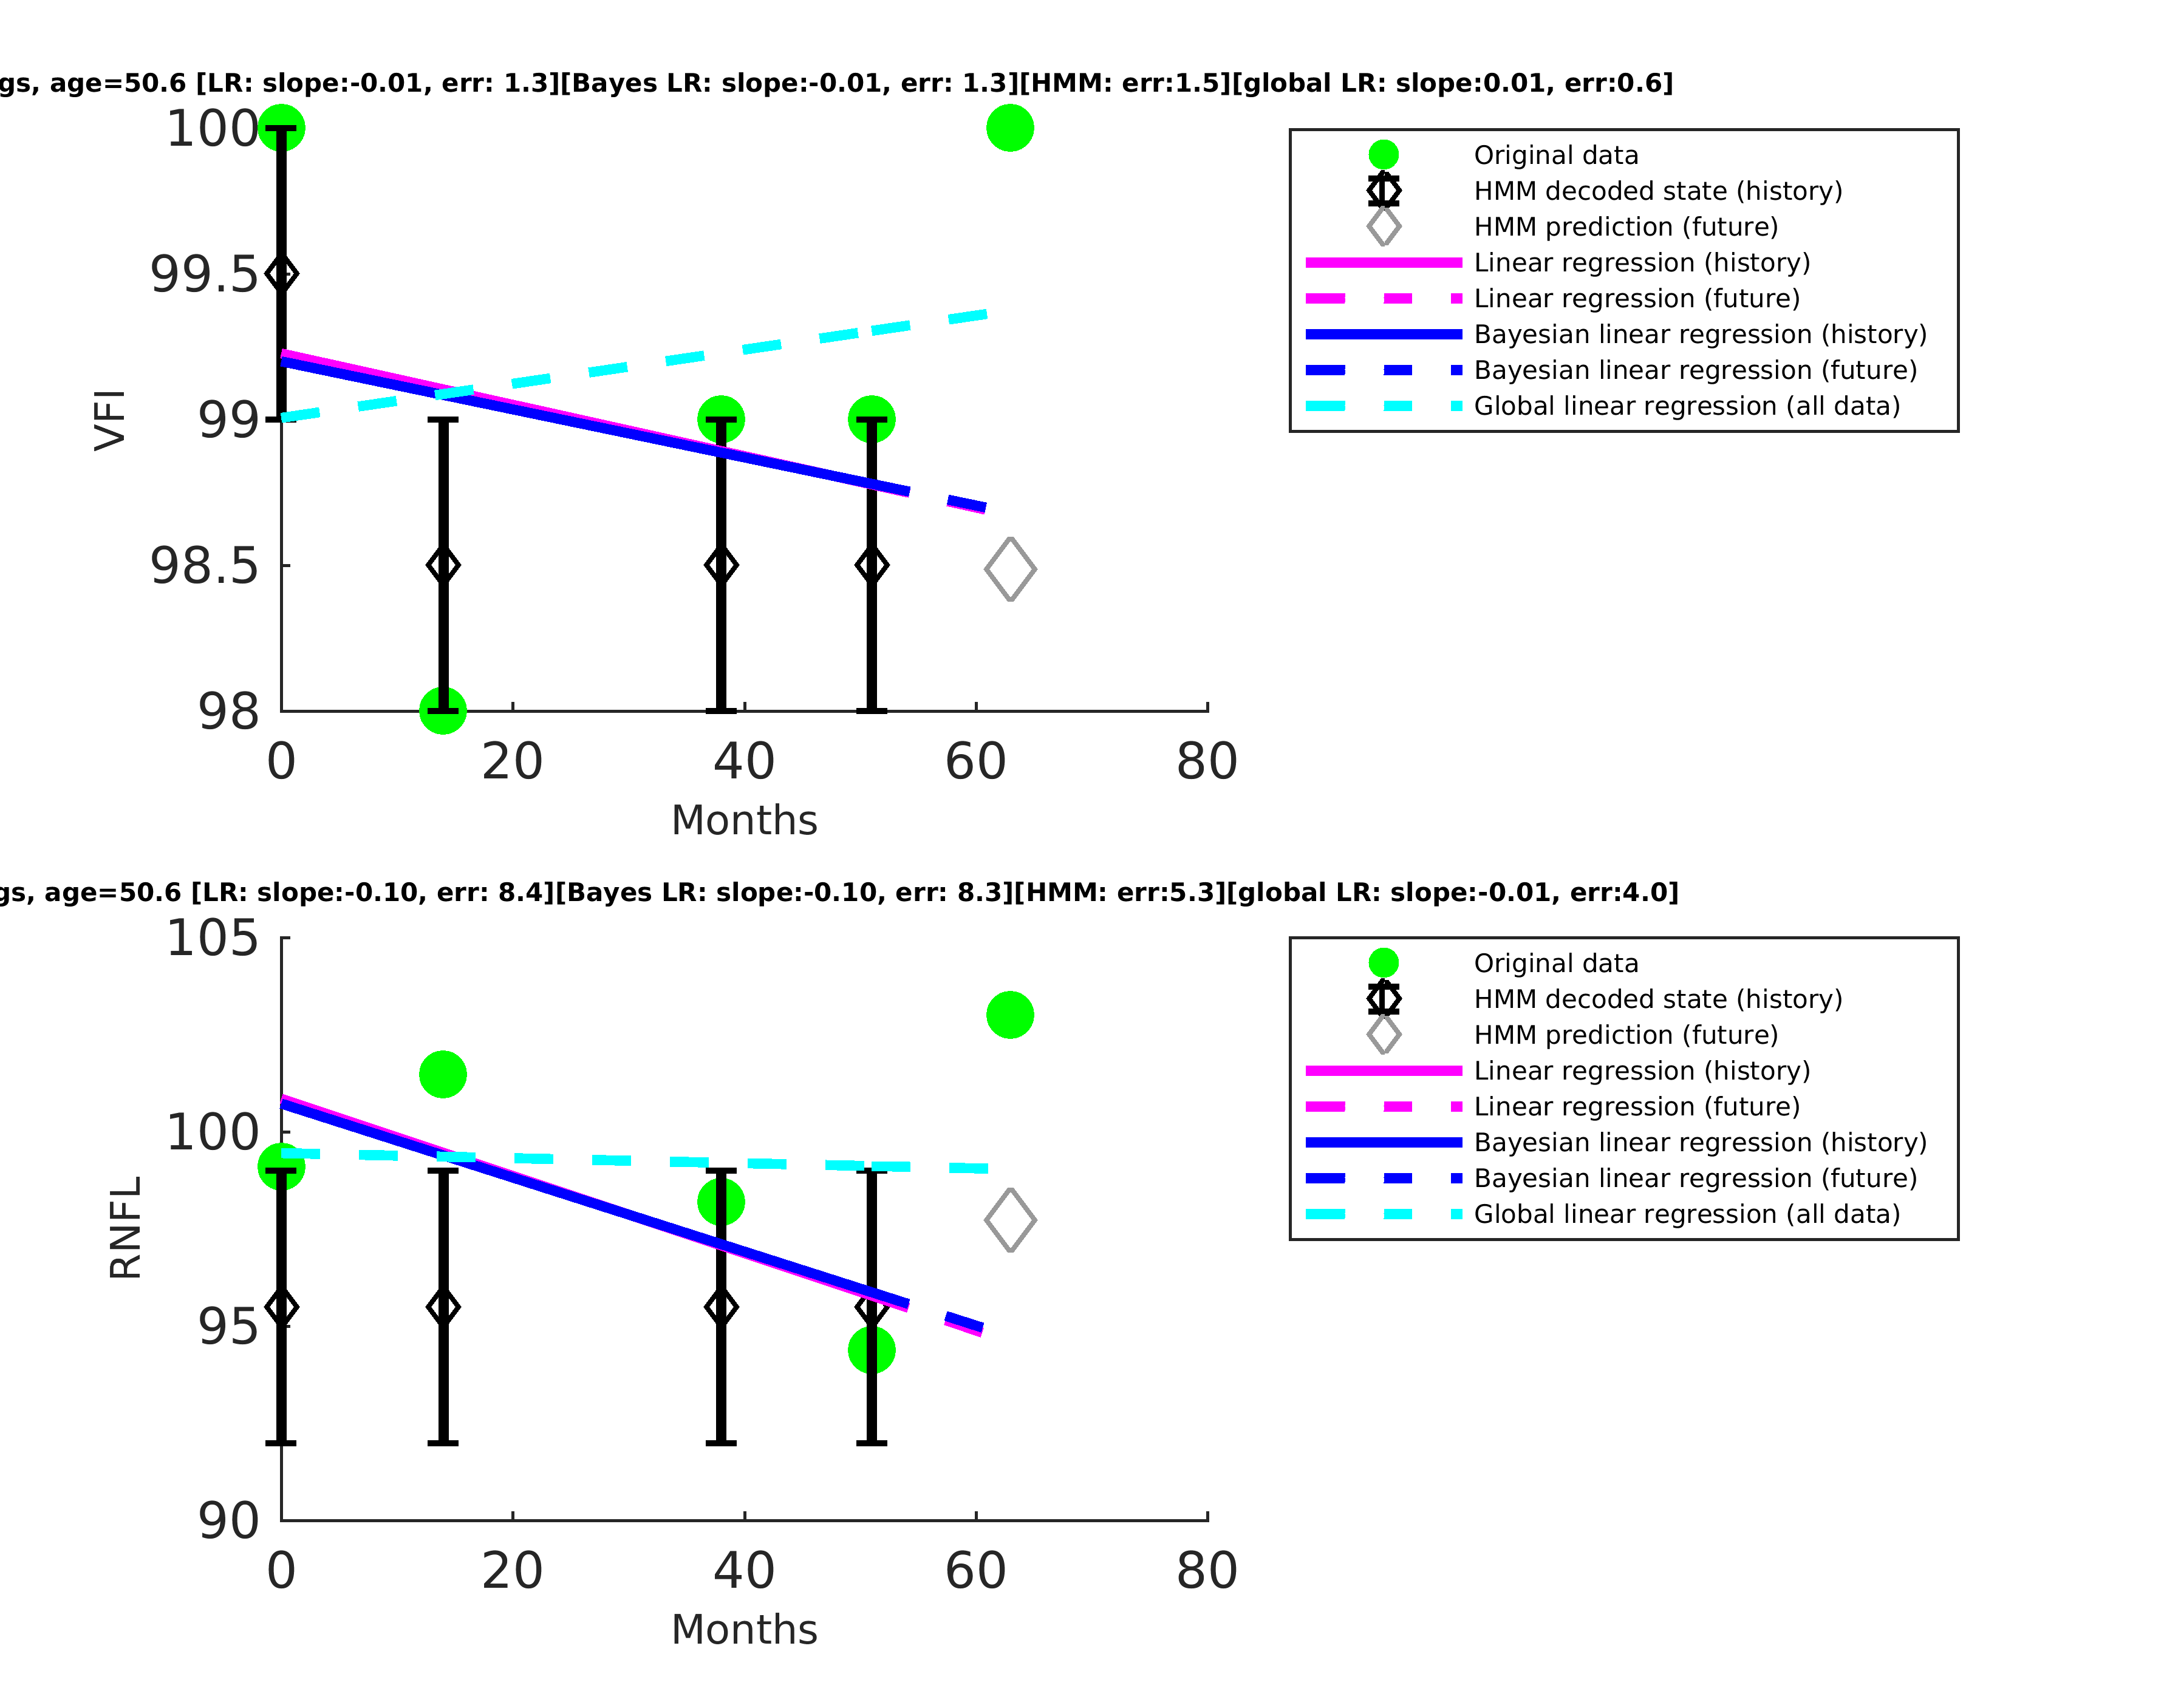 gs, age=50.6 [LR: slope:-0.01, err: 1.3][Bayes LR: slope:-0.01, err: 1.3][HMM: err:1.5][global LR: slope:0.01, err:0.6]
100
99.5
99
98.5
98
VFI
0 20 40 60 80
Months
Original data
HMM decoded state (history)
HMM prediction (future)
Linear regression (history)
Linear regression (future)
Bayesian linear regression (history)
Bayesian linear regression (future)
Global linear regression (all data)
gs, age=50.6 [LR: slope:-0.10, err: 8.4][Bayes LR: slope:-0.10, err: 8.3][HMM: err:5.3][global LR: slope:-0.01, err:4.0]
105
100
95
90
RNFL
0 20 40 60 80
Months
Original data
HMM decoded state (history)
HMM prediction (future)
Linear regression (history)
Linear regression (future)
Bayesian linear regression (history)
Bayesian linear regression (future)
Global linear regression (all data)